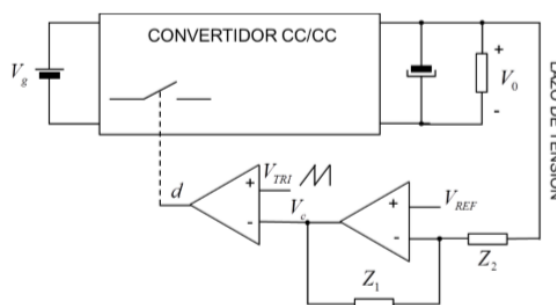 CONVERTIDOR CC/CC
V_g
+
V_0
-
LAZO DE TENSIÓN
d
V_TRI
+
-
V_c
+
-
V_REF
Z_2
Z_1